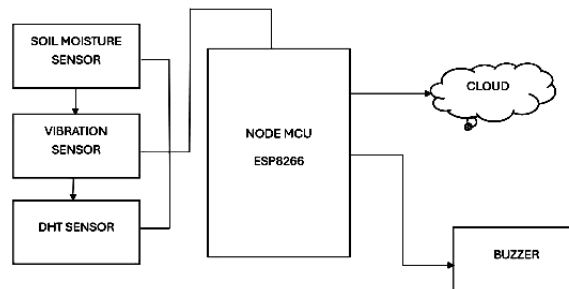 SOIL MOISTURE
SENSOR
VIBRATION
SENSOR
DHT SENSOR
NODE MCU
ESP8266
CLOUD
BUZZER